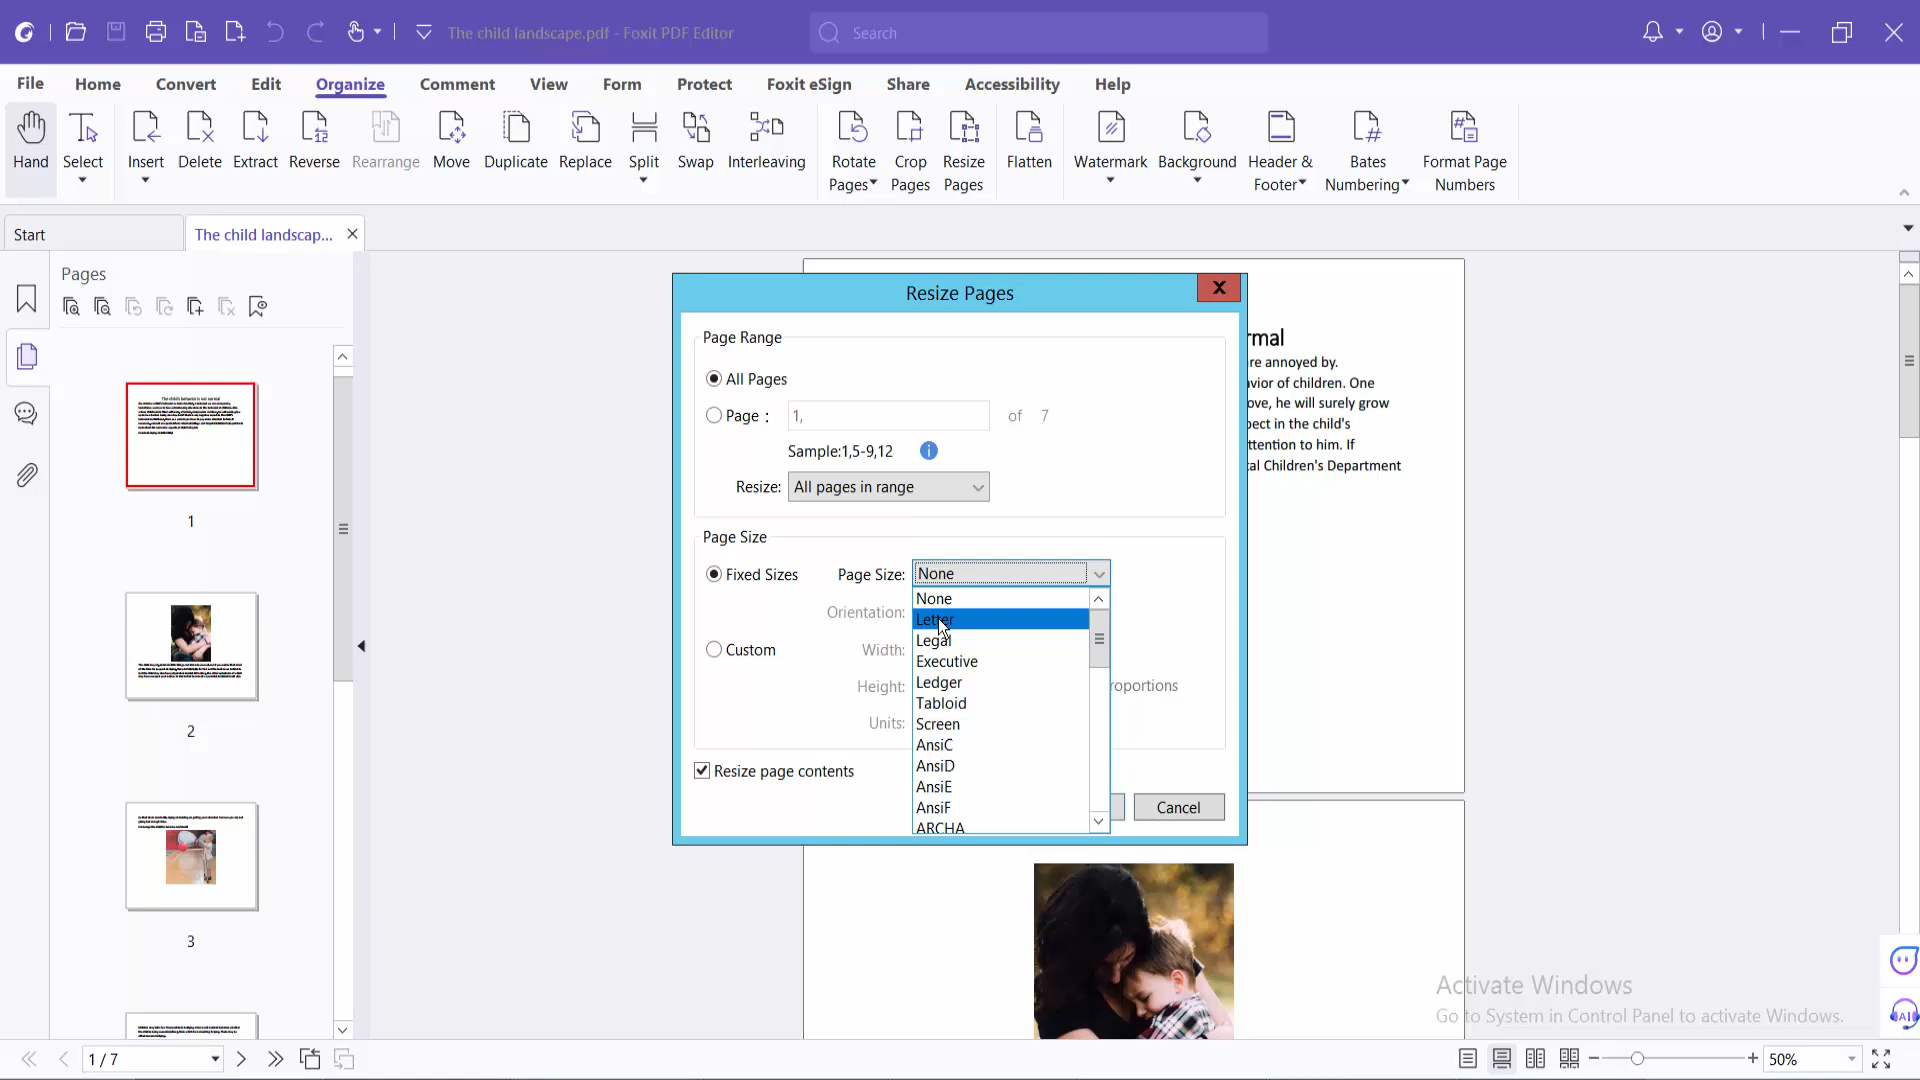 The child landscape.pdf - Foxit PDF Editor
Search
File Home Convert Edit Organize Comment View Form Protect Foxit eSign Share Accessibility Help
Hand Select Insert Delete Extract Reverse Rearrange Move Duplicate Replace Split Swap Interleaving Rotate Pages Crop Pages Resize Pages Flatten Watermark Background Header & Footer Bates Numbering Format Page Numbers
Start The child landscap...
Pages
1
2
3
Resize Pages
X
Page Range
All Pages
Page : 1, of 7
Sample:1,5-9,12
Resize: All pages in range
Page Size
Fixed Sizes Page Size: None
None
Orientation:
Letter
Legal
Custom Width:
Executive
Height: Ledger roportions
Tabloid
Units: Screen
AnsiC
AnsiD
Resize page contents
AnsiE
AnsiF
Cancel
ARCHA
rmal
re annoyed by.
avior of children. One
ove, he will surely grow
pect in the child's
ttention to him. If
al Children's Department
Activate Windows
Go to System in Control Panel to activate Windows.
AI
1 / 7
50%